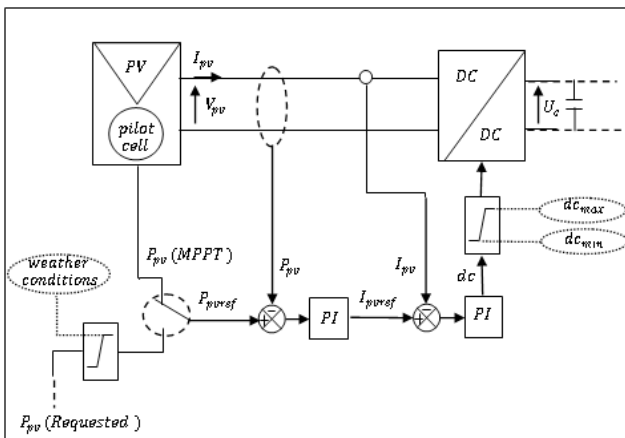 PV
pilot
cell
I_pv
V_pv
DC
DC
U_c
dc_max
dc_min
weather
conditions
P_pv (MPPT)
P_pv
I_pv
dc
P_pvref
PI
I_pvref
PI
P_pv (Requested )